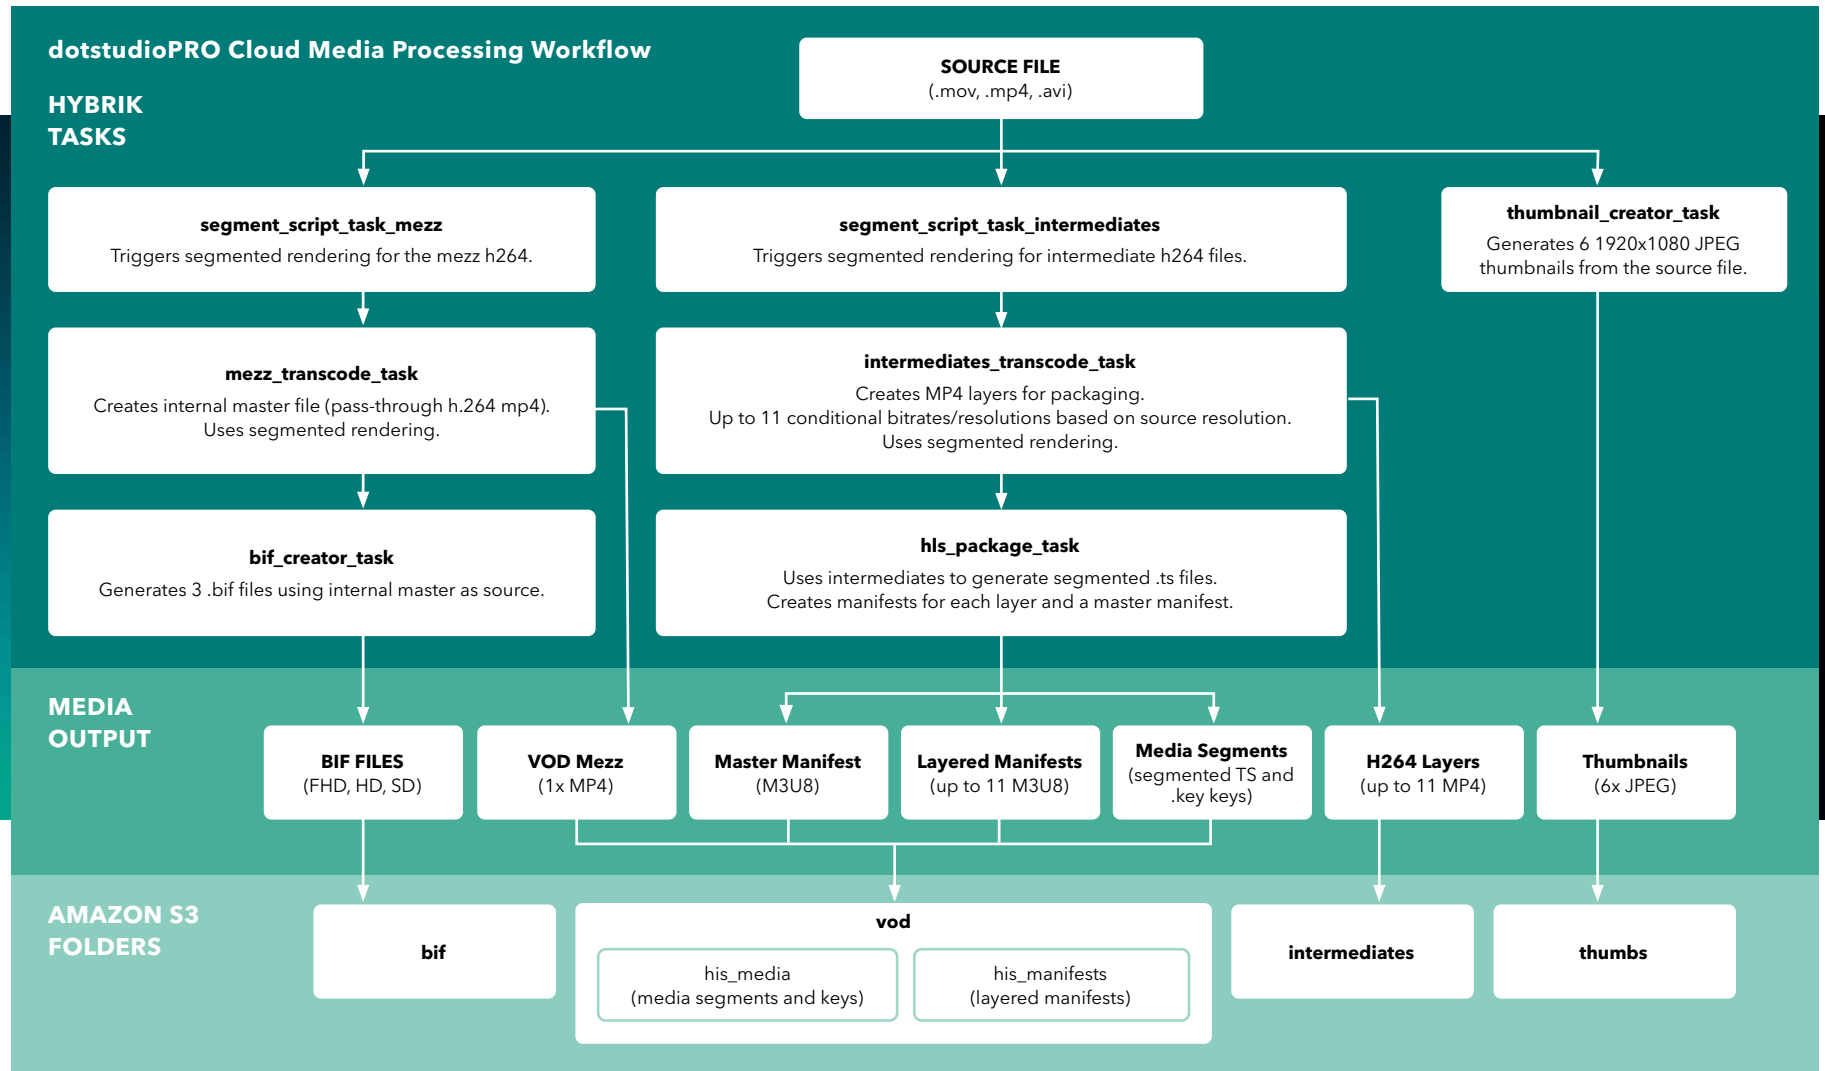 dotstudioPRO Cloud Media Processing Workflow
HYBRIK
TASKS
SOURCE FILE
(.mov, .mp4, .avi)
segment_script_task_mezz
Triggers segmented rendering for the mezz h264.
segment_script_task_intermediates
Triggers segmented rendering for intermediate h264 files.
thumbnail_creator_task
Generates 6 1920x1080 JPEG
thumbnails from the source file.
mezz_transcode_task
Creates internal master file (pass-through h.264 mp4).
Uses segmented rendering.
intermediates_transcode_task
Creates MP4 layers for packaging.
Up to 11 conditional bitrates/resolutions based on source resolution.
Uses segmented rendering.
bif_creator_task
Generates 3 .bif files using internal master as source.
hls_package_task
Uses intermediates to generate segmented .ts files.
Creates manifests for each layer and a master manifest.
MEDIA
OUTPUT
BIF FILES
(FHD, HD, SD)
VOD Mezz
(1x MP4)
Master Manifest
(M3U8)
Layered Manifests
(up to 11 M3U8)
Media Segments
(segmented TS and
.key keys)
H264 Layers
(up to 11 MP4)
Thumbnails
(6x JPEG)
AMAZON S3
FOLDERS
bif
vod
his_media
(media segments and keys)
his_manifests
(layered manifests)
intermediates
thumbs